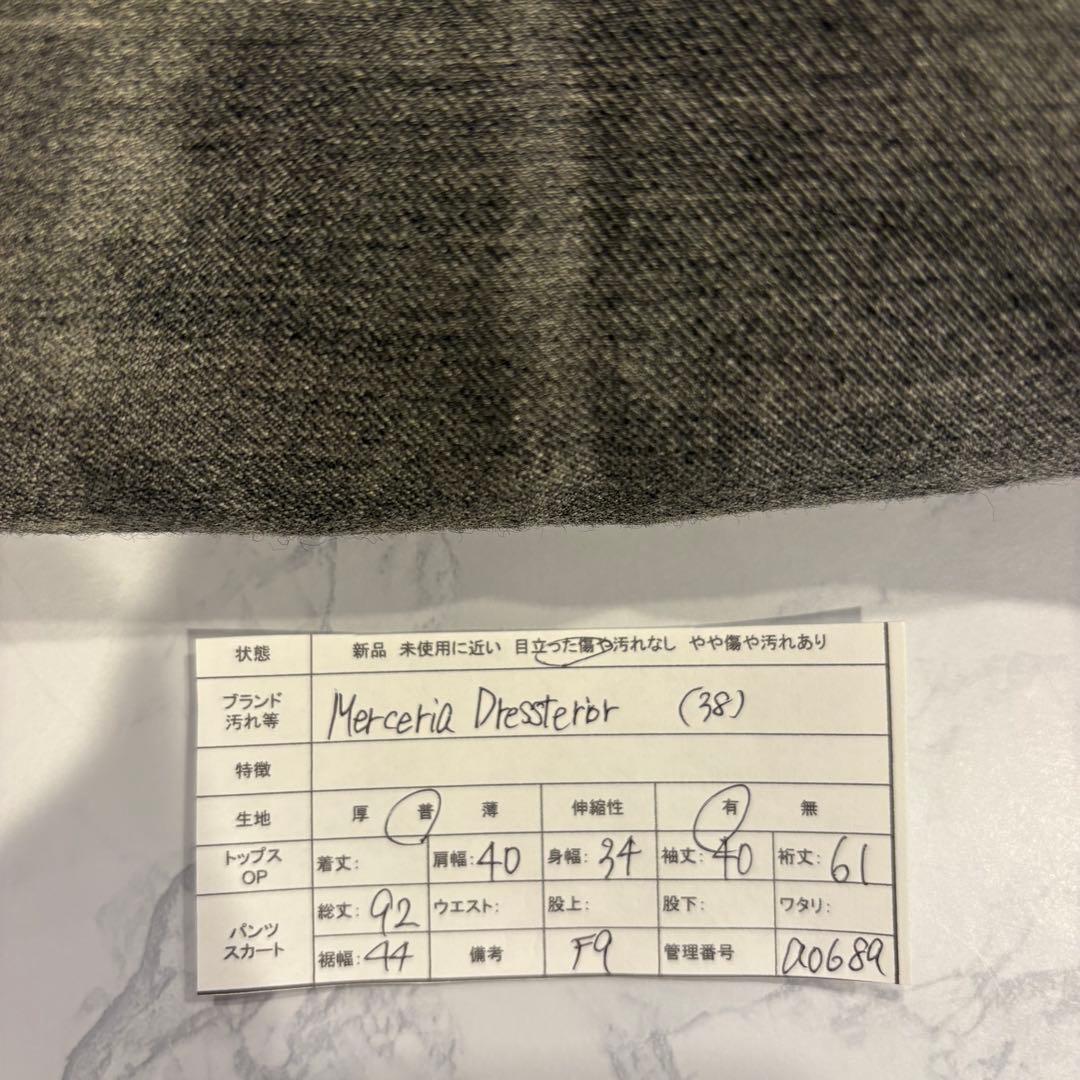 状態 新品 未使用に近い 目立った傷や汚れなし やや傷や汚れあり
ブランド 汚れ等 Merceria Dressterior (38)
特徴
生地 厚 普 薄 伸縮性 有 無
トップス OP 着丈: 肩幅:40 身幅:34 袖丈:40 裄丈:61
パンツ スカート 総丈:92 ウエスト: 股上: 股下: ワタリ:
裾幅:44 備考 F9 管理番号 a0689